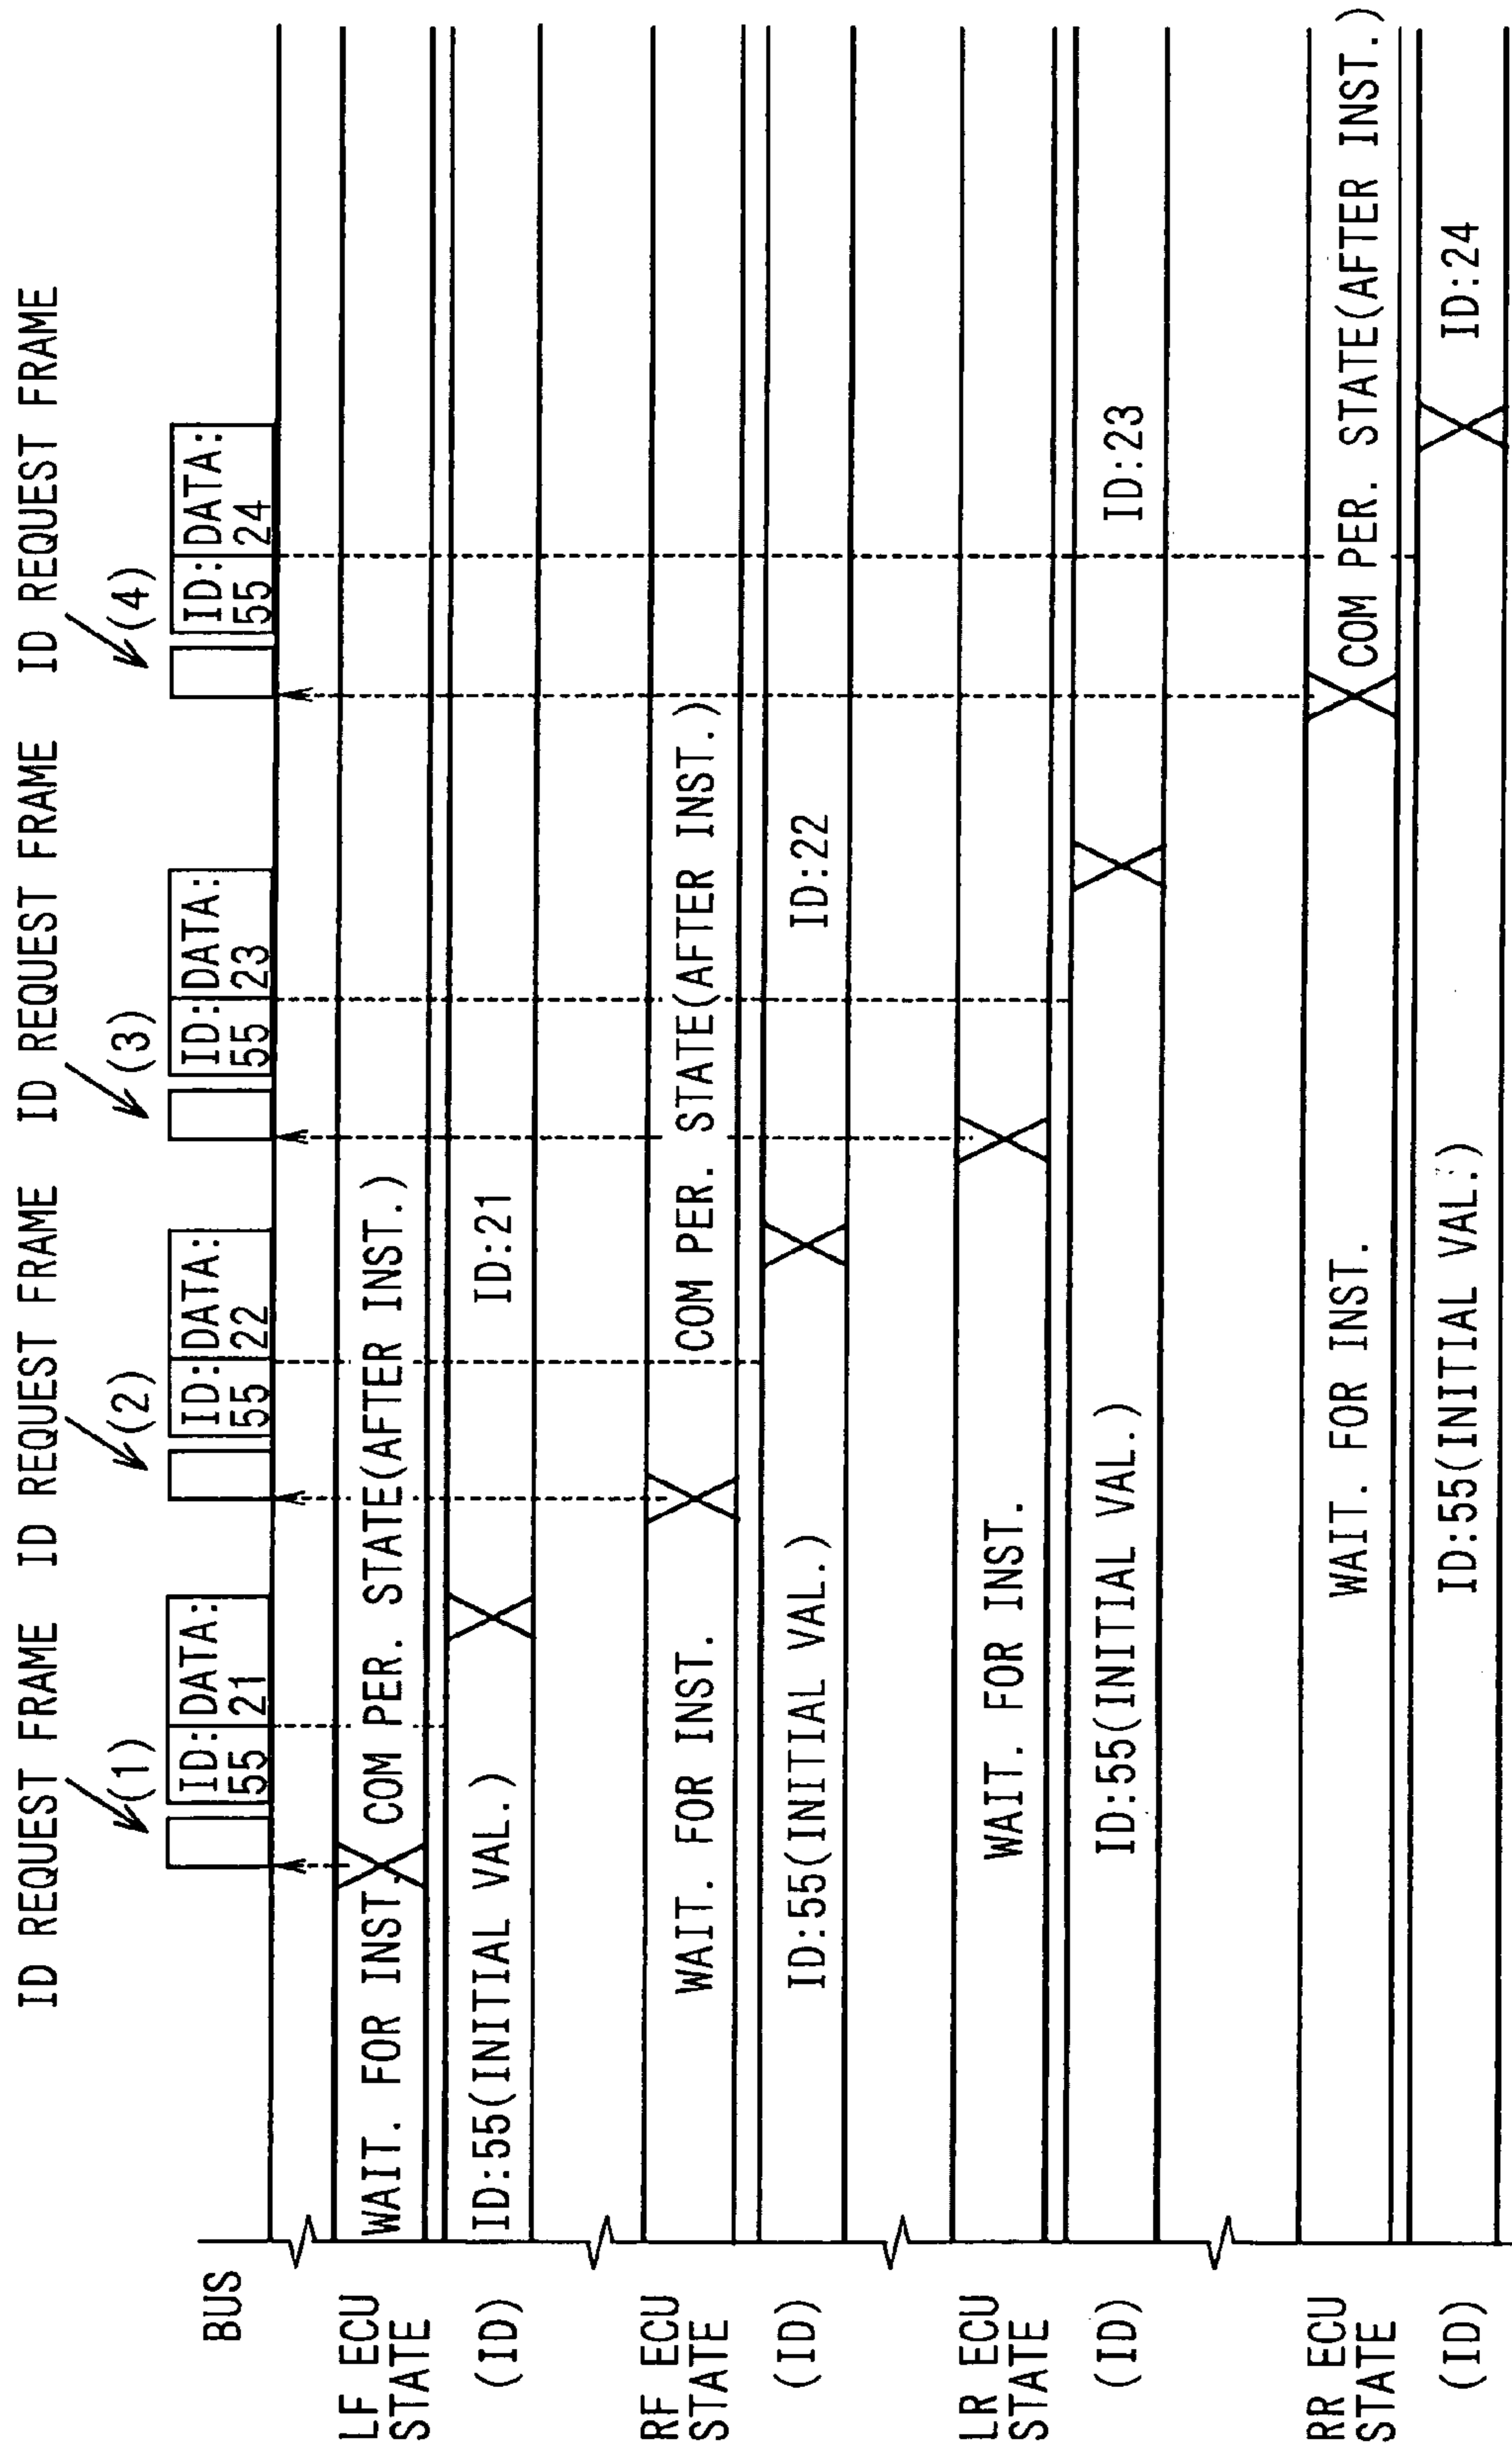 ID REQUEST FRAME ID REQUEST FRAME ID REQUEST FRAME ID REQUEST FRAME
(1) (2) (3) (4)
BUS
ID: 55 DATA: 21
ID: 55 DATA: 22
ID: 55 DATA: 23
ID: 55 DATA: 24
LF ECU
STATE
WAIT. FOR INST. COM PER. STATE(AFTER INST.)
(ID)
ID:55(INITIAL VAL.) ID:21
RF ECU
STATE
WAIT. FOR INST. COM PER. STATE(AFTER INST.)
(ID)
ID:55(INITIAL VAL.) ID:22
LR ECU
STATE
WAIT. FOR INST.
(ID)
ID:55(INITIAL VAL.) ID:23
RR ECU
STATE
WAIT. FOR INST. COM PER. STATE(AFTER INST.)
(ID)
ID:55(INITIAL VAL.) ID:24